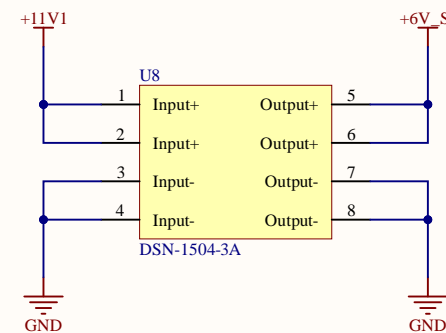 +11V1 +6V_S
U8
1 Input+ Output+ 5
2 Input+ Output+ 6
3 Input- Output- 7
4 Input- Output- 8
DSN-1504-3A
GND GND